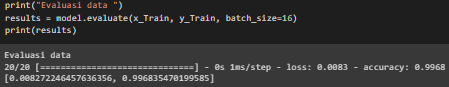 print("Evaluasi data ")
results = model.evaluate(x_Train, y_Train, batch_size=16)
print(results)
Evaluasi data
20/20 [==============================] - 0s 1ms/step - loss: 0.0083 - accuracy: 0.9968
[0.008272246457636356, 0.996835470199585]